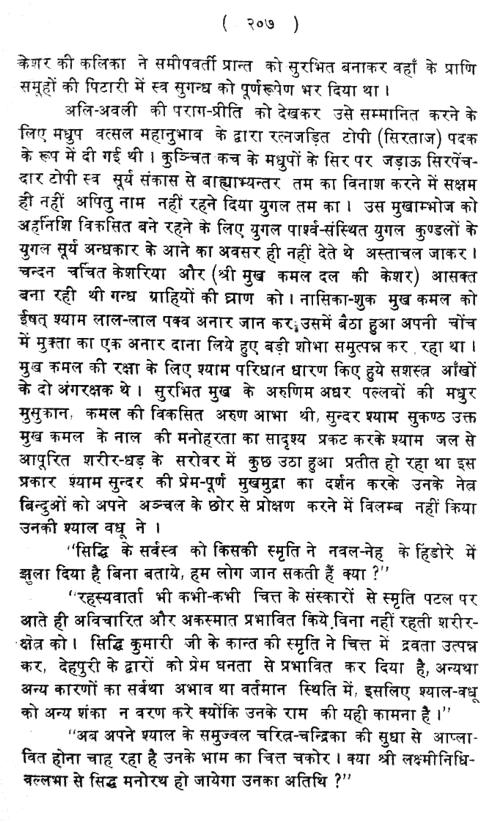 ( २०७ )
केशर की कलिका ने समीपवर्ती प्रान्त को सुरभित बनाकर वहाँ के प्राणि
समूहों की पिटारी में स्व सुगन्ध को पूर्णरूपेण भर दिया था।
अलि-अवली की पराग-प्रीति को देखकर उसे सम्मानित करने के
लिए मधुप वत्सल महानुभाव के द्वारा रत्नजड़ित टोपी (सिरताज) पदक
के रूप में दी गई थी। कुञ्चित कच के मधुपों के सिर पर जड़ाऊ सिरपेंच-
दार टोपी स्व सूर्य संकास से बाह्याभ्यन्तर तम का विनाश करने में सक्षम
ही नहीं अपितु नाम नहीं रहने दिया युगल तम का। उस मुखाम्भोज को
अर्हनिशि विकसित बने रहने के लिए युगल पार्श्व-संस्थित युगल कुण्डलों के
युगल सूर्य अन्धकार के आने का अवसर ही नहीं देते थे अस्ताचल जाकर।
चन्दन चर्चित केशरिया और (श्री मुख कमल दल की केशर) आसक्त
बना रही थी गन्ध ग्राहियों की घ्राण को। नासिका-शुक मुख कमल को
ईषत् श्याम लाल-लाल पक्व अनार जान कर, उसमें बैठा हुआ अपनी चोंच
में मुक्ता का एक अनार दाना लिये हुए बड़ी शोभा समुत्पन्न कर रहा था।
मुख कमल की रक्षा के लिए श्याम परिधान धारण किए हुये सशस्त्र आँखों
के दो अंगरक्षक थे। सुरभित मुख के अरुणिम अधर पल्लवों की मधुर
मुसुकान, कमल की विकसित अरुण आभा थी, सुन्दर श्याम सुकण्ठ उक्त
मुख कमल के नाल की मनोहरता का सादृश्य प्रकट करके श्याम जल से
आपूरित शरीर-धड़ के सरोवर में कुछ उठा हुआ प्रतीत हो रहा था इस
प्रकार श्याम सुन्दर की प्रेम-पूर्ण मुखमुद्रा का दर्शन करके उनके नेत्र
बिन्दुओं को अपने अञ्चल के छोर से प्रोक्षण करने में विलम्ब नहीं किया
उनकी श्याल वधू ने।
"सिद्धि के सर्वस्व को किसकी स्मृति ने नवल-नेह के हिंडोरे में
झुला दिया है बिना बताये, हम लोग जान सकती हैं क्या?"
"रहस्यवार्ता भी कभी-कभी चित्त के संस्कारों से स्मृति पटल पर
आते ही अविचारित और अकस्मात प्रभावित किये बिना नहीं रहती शरीर-
क्षेत्र को। सिद्धि कुमारी जी के कान्त की स्मृति ने चित्त में द्रवता उत्पन्न
कर, देहपुरी के द्वारों को प्रेम घनता से प्रभावित कर दिया है, अन्यथा
अन्य कारणों का सर्वथा अभाव था वर्तमान स्थिति में, इसलिए श्याल-वधू
को अन्य शंका न वरण करे क्योंकि उनके राम की यही कामना है।"
"अब अपने श्याल के समुज्वल चरित्र-चन्द्रिका की सुधा से आप्ला-
वित होना चाह रहा है उनके भाम का चित्त चकोर। क्या श्री लक्ष्मीनिधि-
वल्लभा से सिद्ध मनोरथ हो जायेगा उनका अतिथि?"